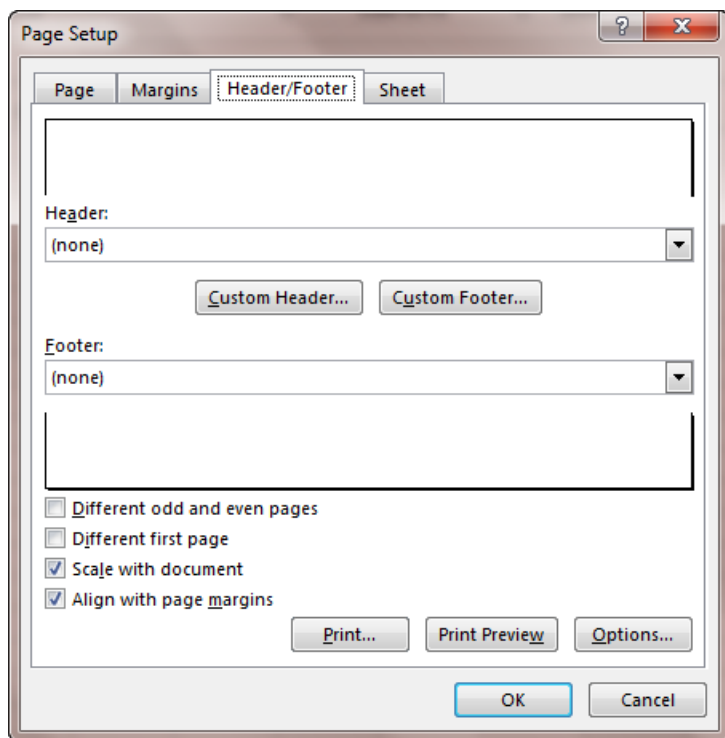 Page Setup
Page Margins Header/Footer Sheet
Header:
(none)
Custom Header... Custom Footer...
Footer:
(none)
Different odd and even pages
Different first page
Scale with document
Align with page margins
Print... Print Preview Options...
OK Cancel